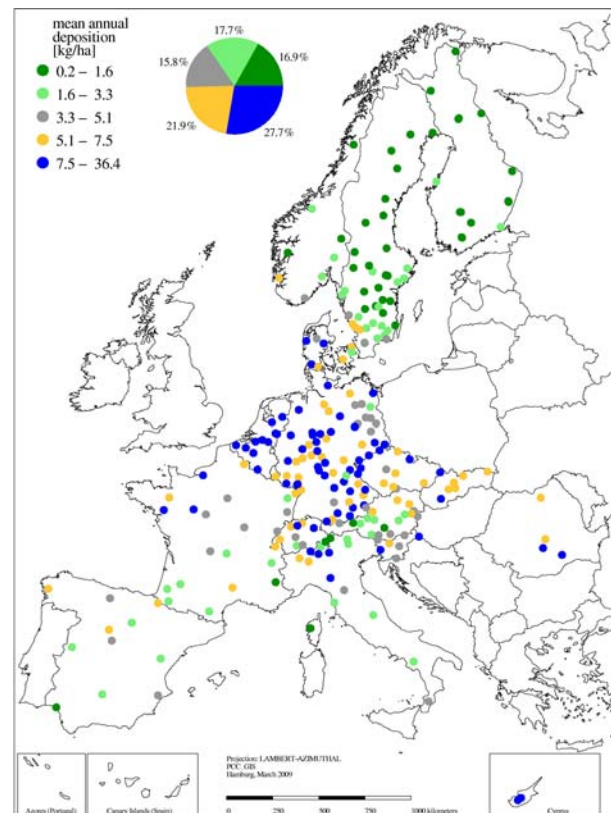 mean annual
deposition
[kg/ha]
0.2 – 1.6
1.6 – 3.3
3.3 – 5.1
5.1 – 7.5
7.5 – 36.4
17.7%
15.8%
16.9%
21.9%
27.7%
Projection: LAMBERT-AZIMUTHAL
PCC_GIS
Hamburg, March 2009
Azores (Portugal)
Canary Islands (Spain)
0 250 500 750 1000 kilometers
Cyprus